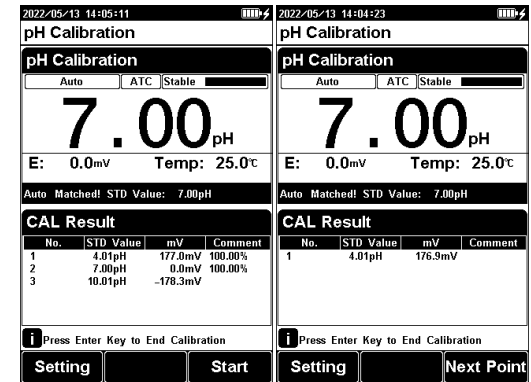 2022/05/13 14:05:11
pH Calibration
pH Calibration
Auto ATC Stable
7.00pH
E: 0.0mV Temp: 25.0℃
Auto Matched! STD Value: 7.00pH
CAL Result
No. STD Value mV Comment
1 4.01pH 177.0mV 100.00%
2 7.00pH 0.0mV 100.00%
3 10.01pH -178.3mV
i Press Enter Key to End Calibration
Setting Start
2022/05/13 14:04:23
pH Calibration
pH Calibration
Auto ATC Stable
7.00pH
E: 0.0mV Temp: 25.0℃
Auto Matched! STD Value: 7.00pH
CAL Result
No. STD Value mV Comment
1 4.01pH 176.9mV
i Press Enter Key to End Calibration
Setting Next Point